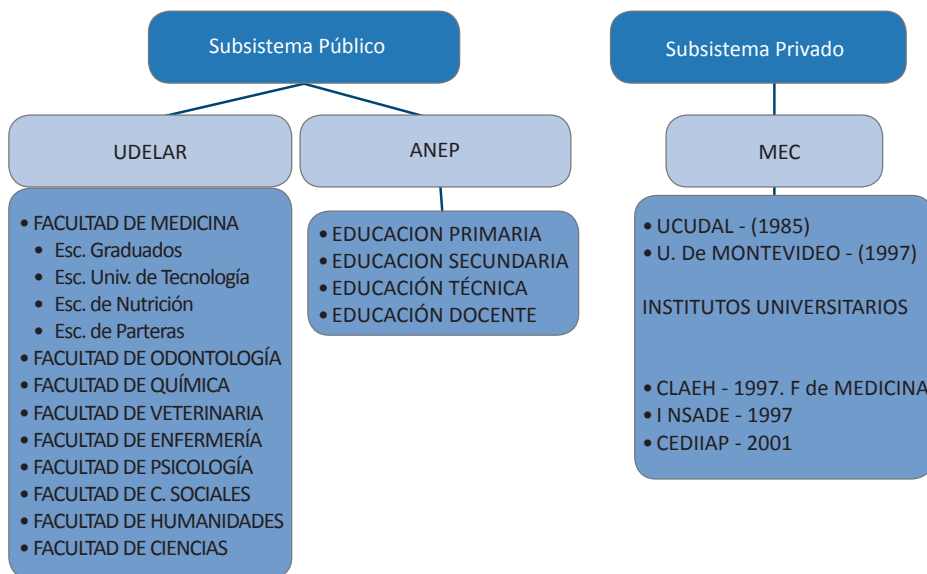 Subsistema Público
Subsistema Privado
UDELAR
ANEP
MEC
• FACULTAD DE MEDICINA
• Esc. Graduados
• Esc. Univ. de Tecnología
• Esc. de Nutrición
• Esc. de Parteras
• FACULTAD DE ODONTOLOGÍA
• FACULTAD DE QUÍMICA
• FACULTAD DE VETERINARIA
• FACULTAD DE ENFERMERÍA
• FACULTAD DE PSICOLOGÍA
• FACULTAD DE C. SOCIALES
• FACULTAD DE HUMANIDADES
• FACULTAD DE CIENCIAS
• EDUCACION PRIMARIA
• EDUCACION SECUNDARIA
• EDUCACIÓN TÉCNICA
• EDUCACIÓN DOCENTE
• UCUDAL - (1985)
• U. De MONTEVIDEO - (1997)
INSTITUTOS UNIVERSITARIOS
• CLAEH - 1997. F de MEDICINA
• I NSADE - 1997
• CEDIIAP - 2001